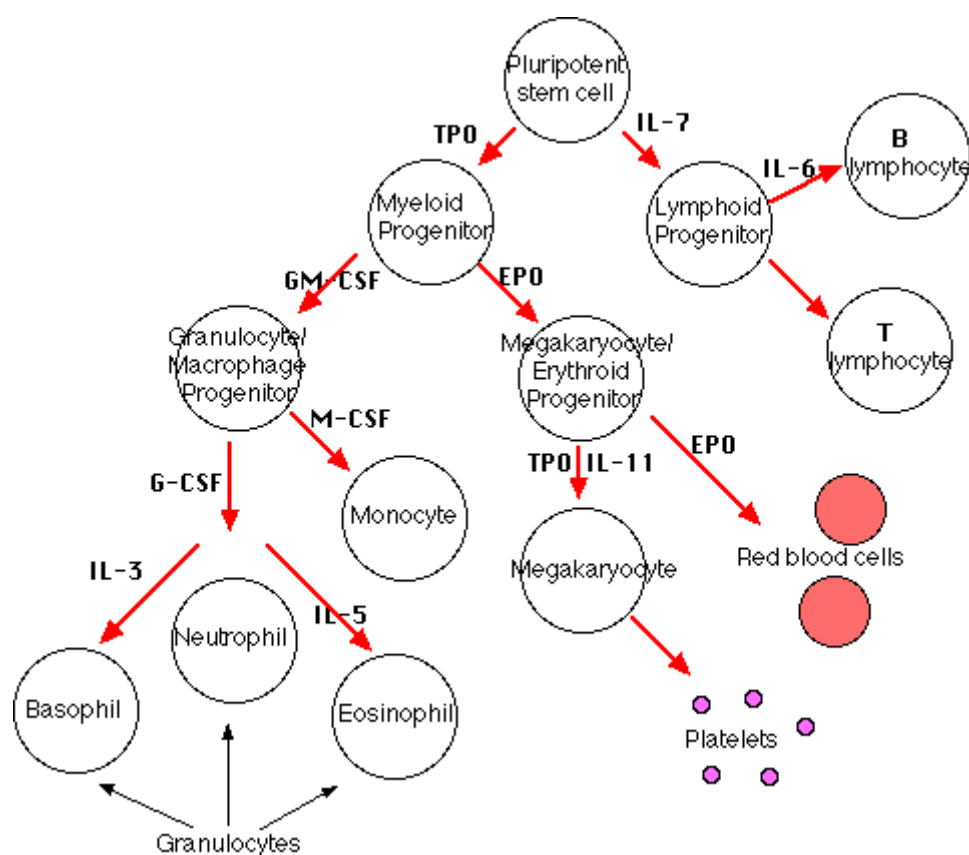 Pluripotent
stem cell
TPO
IL-7
B
lymphocyte
IL-6
Myeloid
Progenitor
Lymphoid
Progenitor
GM-CSF
EPO
T
lymphocyte
Granulocyte/
Macrophage
Progenitor
Megakaryocyte/
Erythroid
Progenitor
M-CSF
EPO
TPO
IL-11
G-CSF
Monocyte
Red blood cells
IL-3
Megakaryocyte
IL-5
Neutrophil
Basophil
Eosinophil
Platelets
Granulocytes